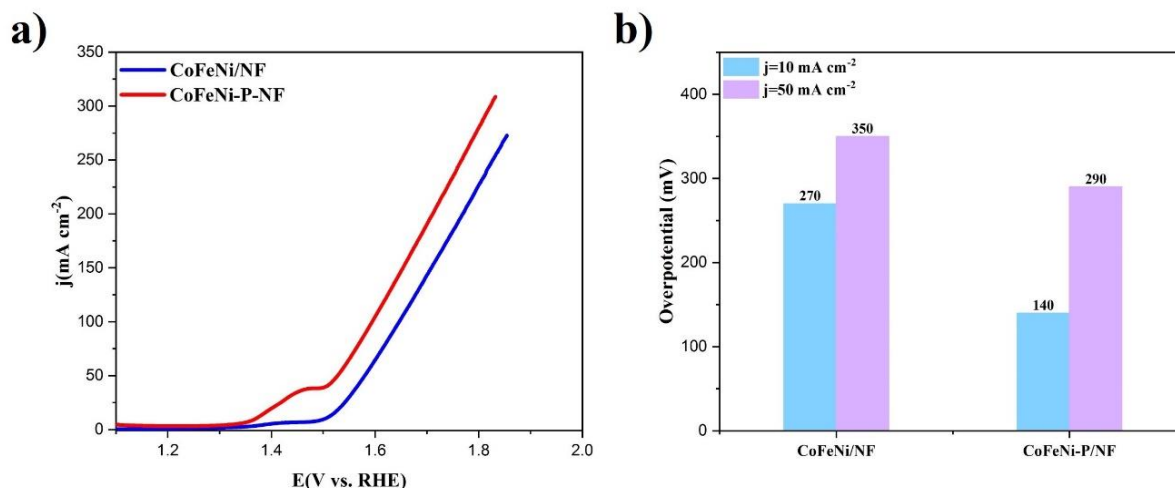 a)
350
300
250
200
150
100
50
0
j(mA cm-2)
CoFeNi/NF
CoFeNi-P-NF
1.2
1.4
1.6
1.8
2.0
E(V vs. RHE)
b)
j=10 mA cm-2
j=50 mA cm-2
400
300
200
100
0
Overpotential (mV)
270
350
140
290
CoFeNi/NF
CoFeNi-P/NF